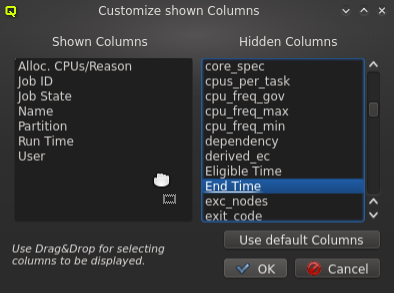 Customize shown Columns
Shown Columns
Alloc. CPUs/Reason
Job ID
Job State
Name
Partition
Run Time
User
Hidden Columns
core_spec
cpus_per_task
cpu_freq_gov
cpu_freq_max
cpu_freq_min
dependency
derived_ec
Eligible Time
End Time
exc_nodes
exit_code
Use Drag&Drop for selecting
columns to be displayed.
Use default Columns
OK
Cancel